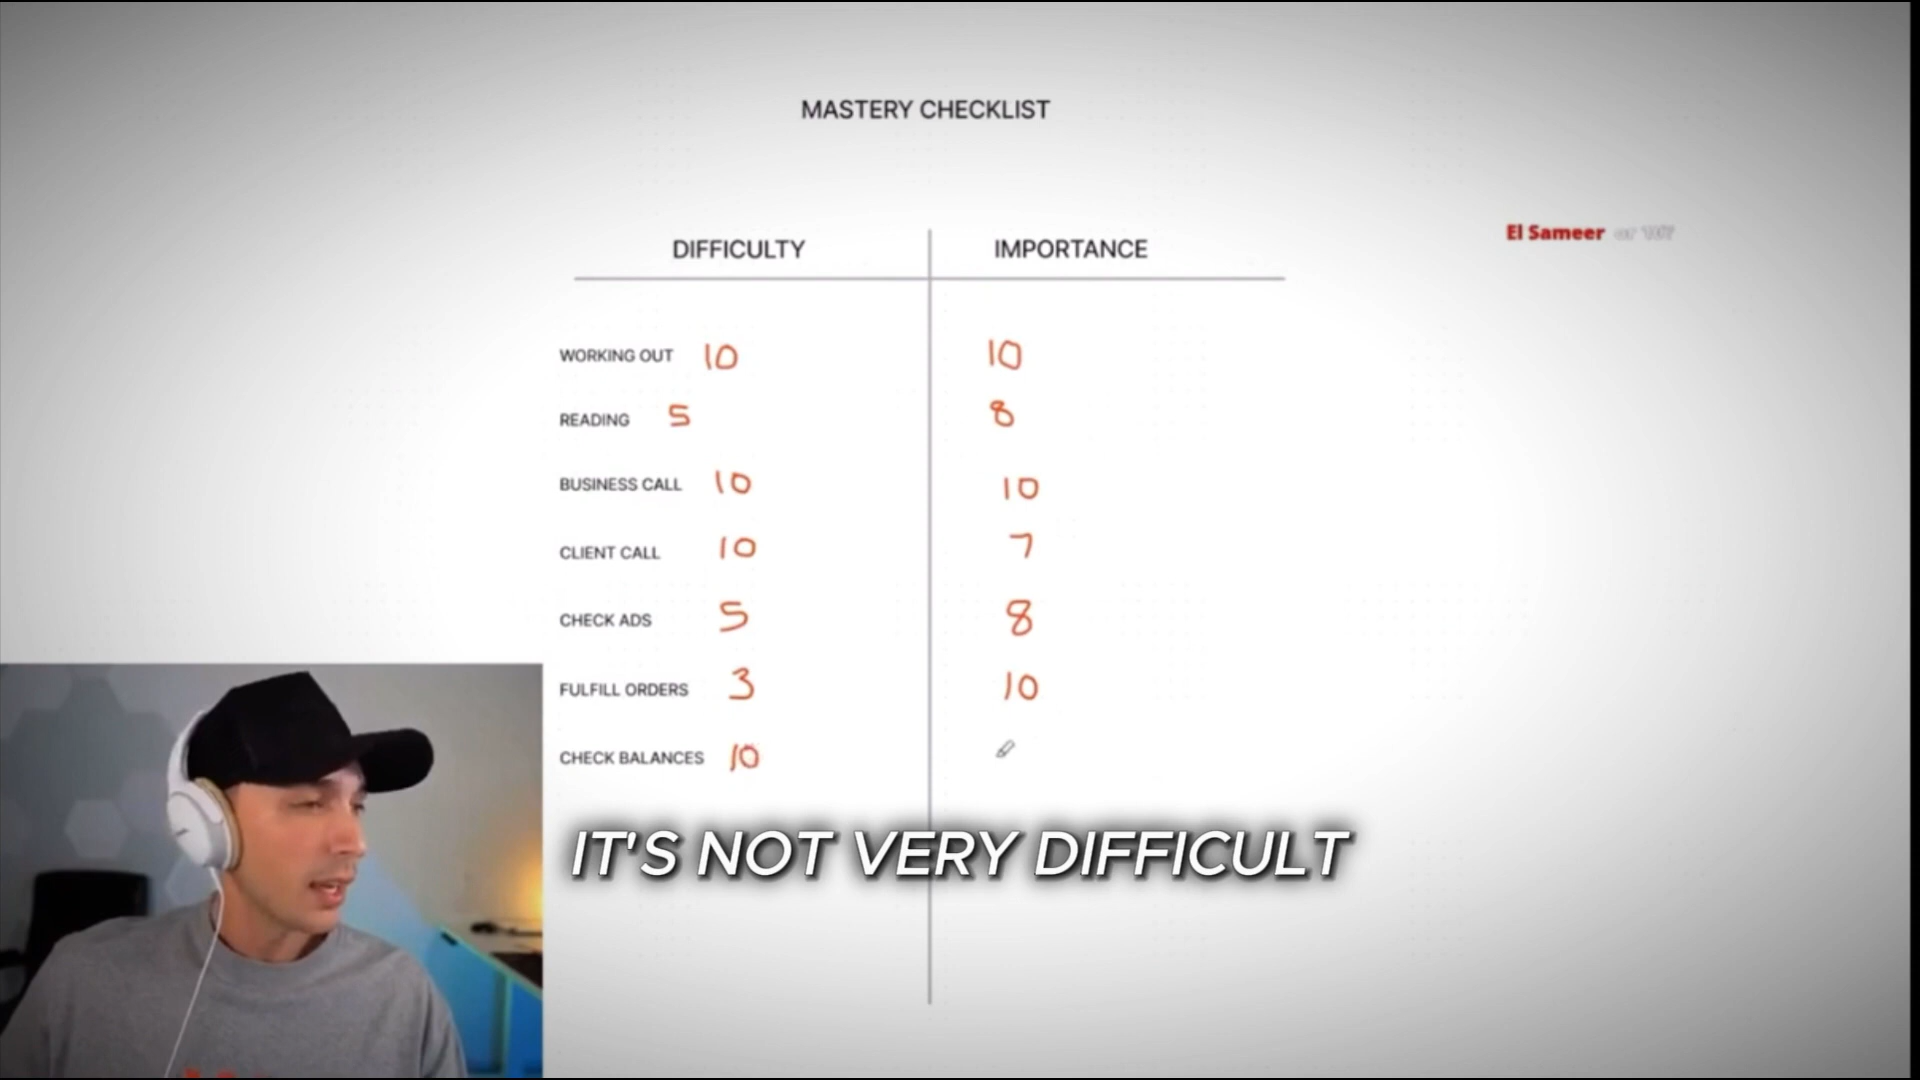 MASTERY CHECKLIST
El Sameer
DIFFICULTY IMPORTANCE
WORKING OUT 10 10
READING 5 8
BUSINESS CALL 10 10
CLIENT CALL 10 7
CHECK ADS 5 8
FULFILL ORDERS 3 10
CHECK BALANCES 10
IT'S NOT VERY DIFFICULT